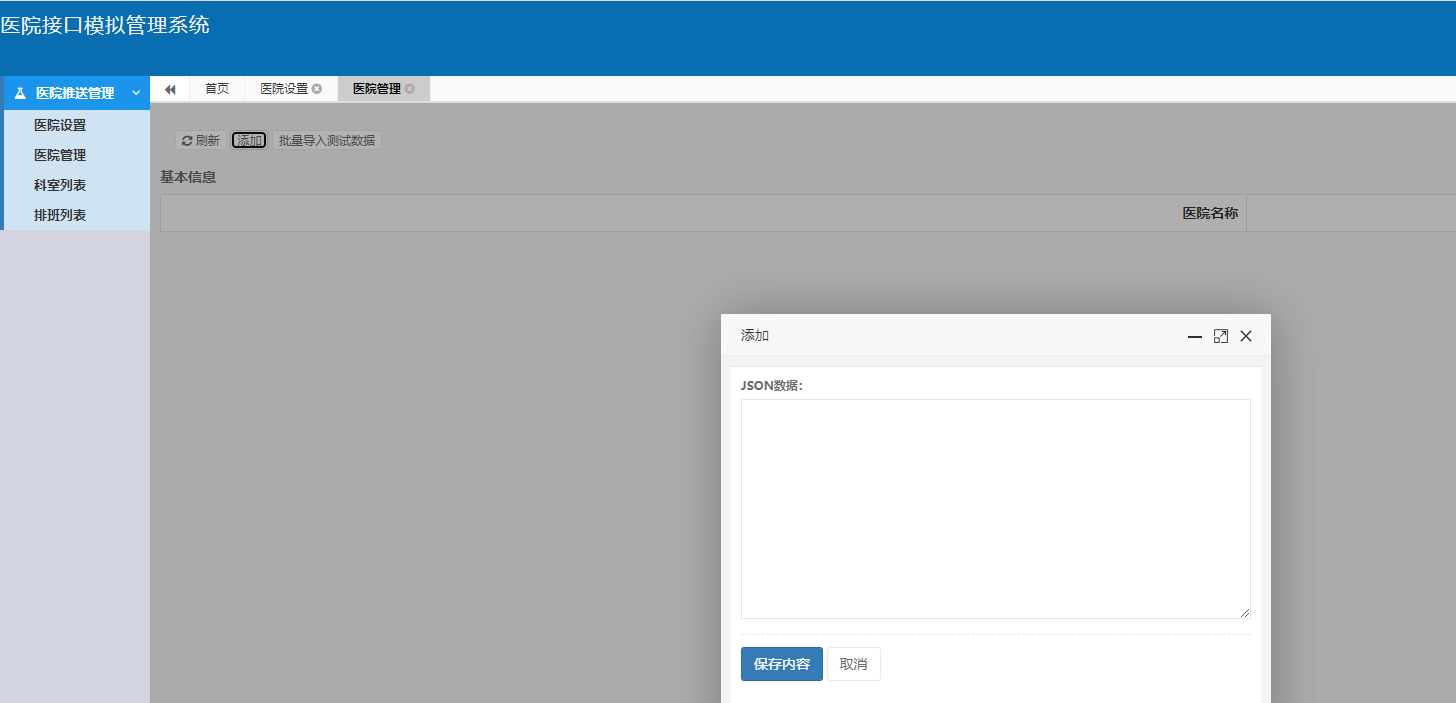 医院接口模拟管理系统
医院推送管理
首页 医院设置 医院管理
医院设置
医院管理
科室列表
排班列表
刷新 添加 批量导入测试数据
基本信息
医院名称
添加
JSON数据：
保存内容 取消